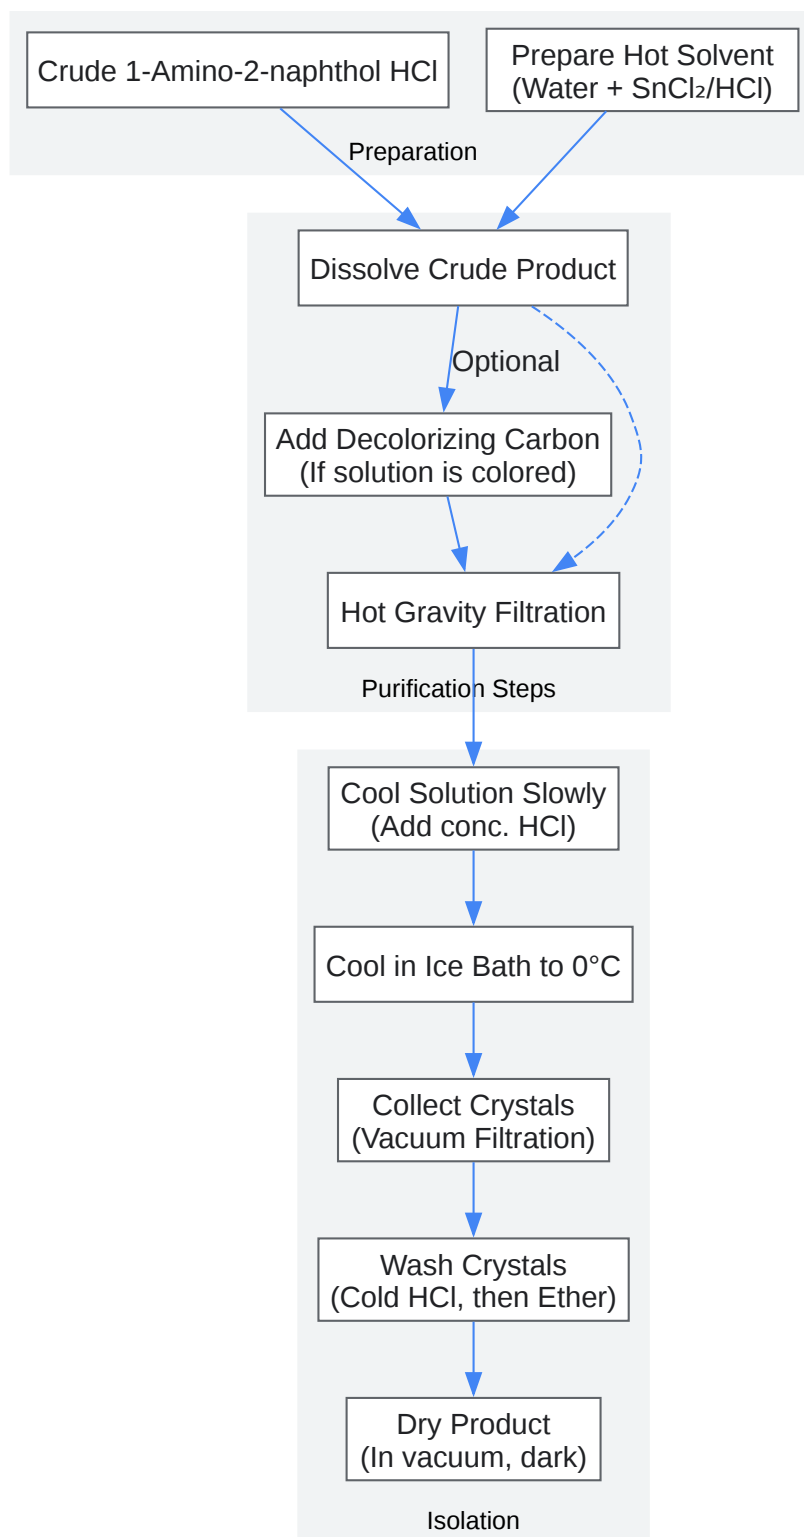 Crude 1-Amino-2-naphthol HCl
Prepare Hot Solvent
(Water + SnCl₂/HCl)
Preparation
Dissolve Crude Product
Optional
Add Decolorizing Carbon
(If solution is colored)
Hot Gravity Filtration
Purification Steps
Cool Solution Slowly
(Add conc. HCl)
Cool in Ice Bath to 0°C
Collect Crystals
(Vacuum Filtration)
Wash Crystals
(Cold HCl, then Ether)
Dry Product
(In vacuum, dark)
Isolation